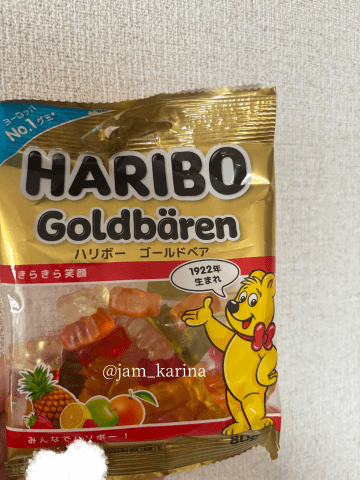 ヨーロッパ
No.1グミ*
HARIBO
Goldbären
ハリボー ゴールドベア
きらきら笑顔
1922年
生まれ
@jam_karina
みんなでハリボー!
80g